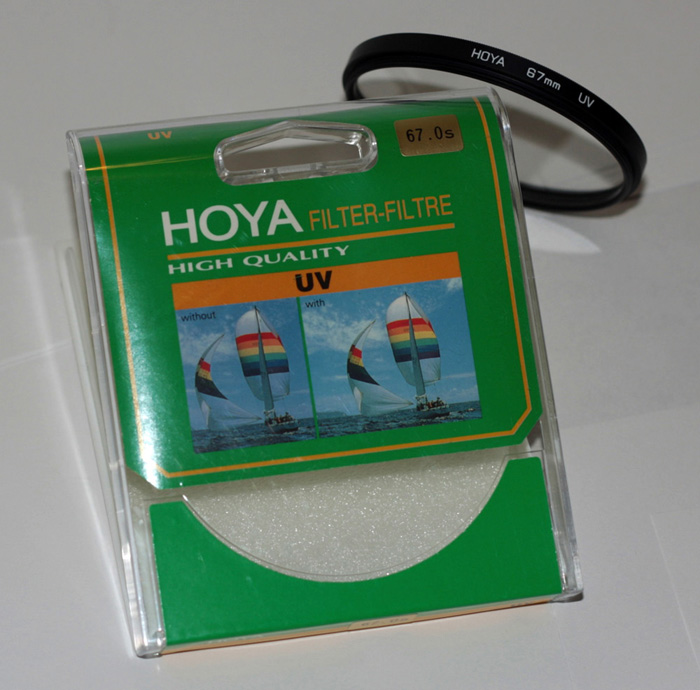 HOYA 67mm UV
UV
67.0s
HOYA FILTER-FILTRE
HIGH QUALITY
UV
without
with